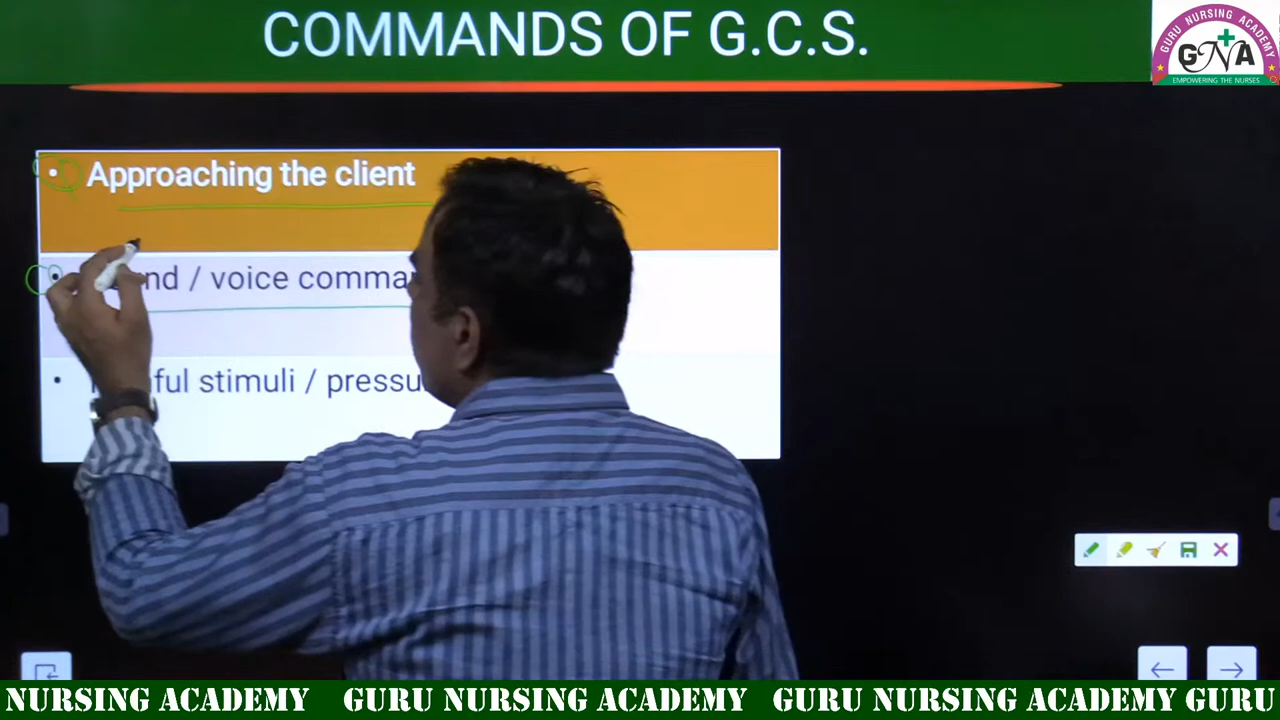 COMMANDS OF G.C.S.
GURU NURSING ACADEMY
GNA
EMPOWERING THE NURSES
• Approaching the client
• nd / voice comma
• ful stimuli / pressu
NURSING ACADEMY GURU NURSING ACADEMY GURU NURSING ACADEMY GURU